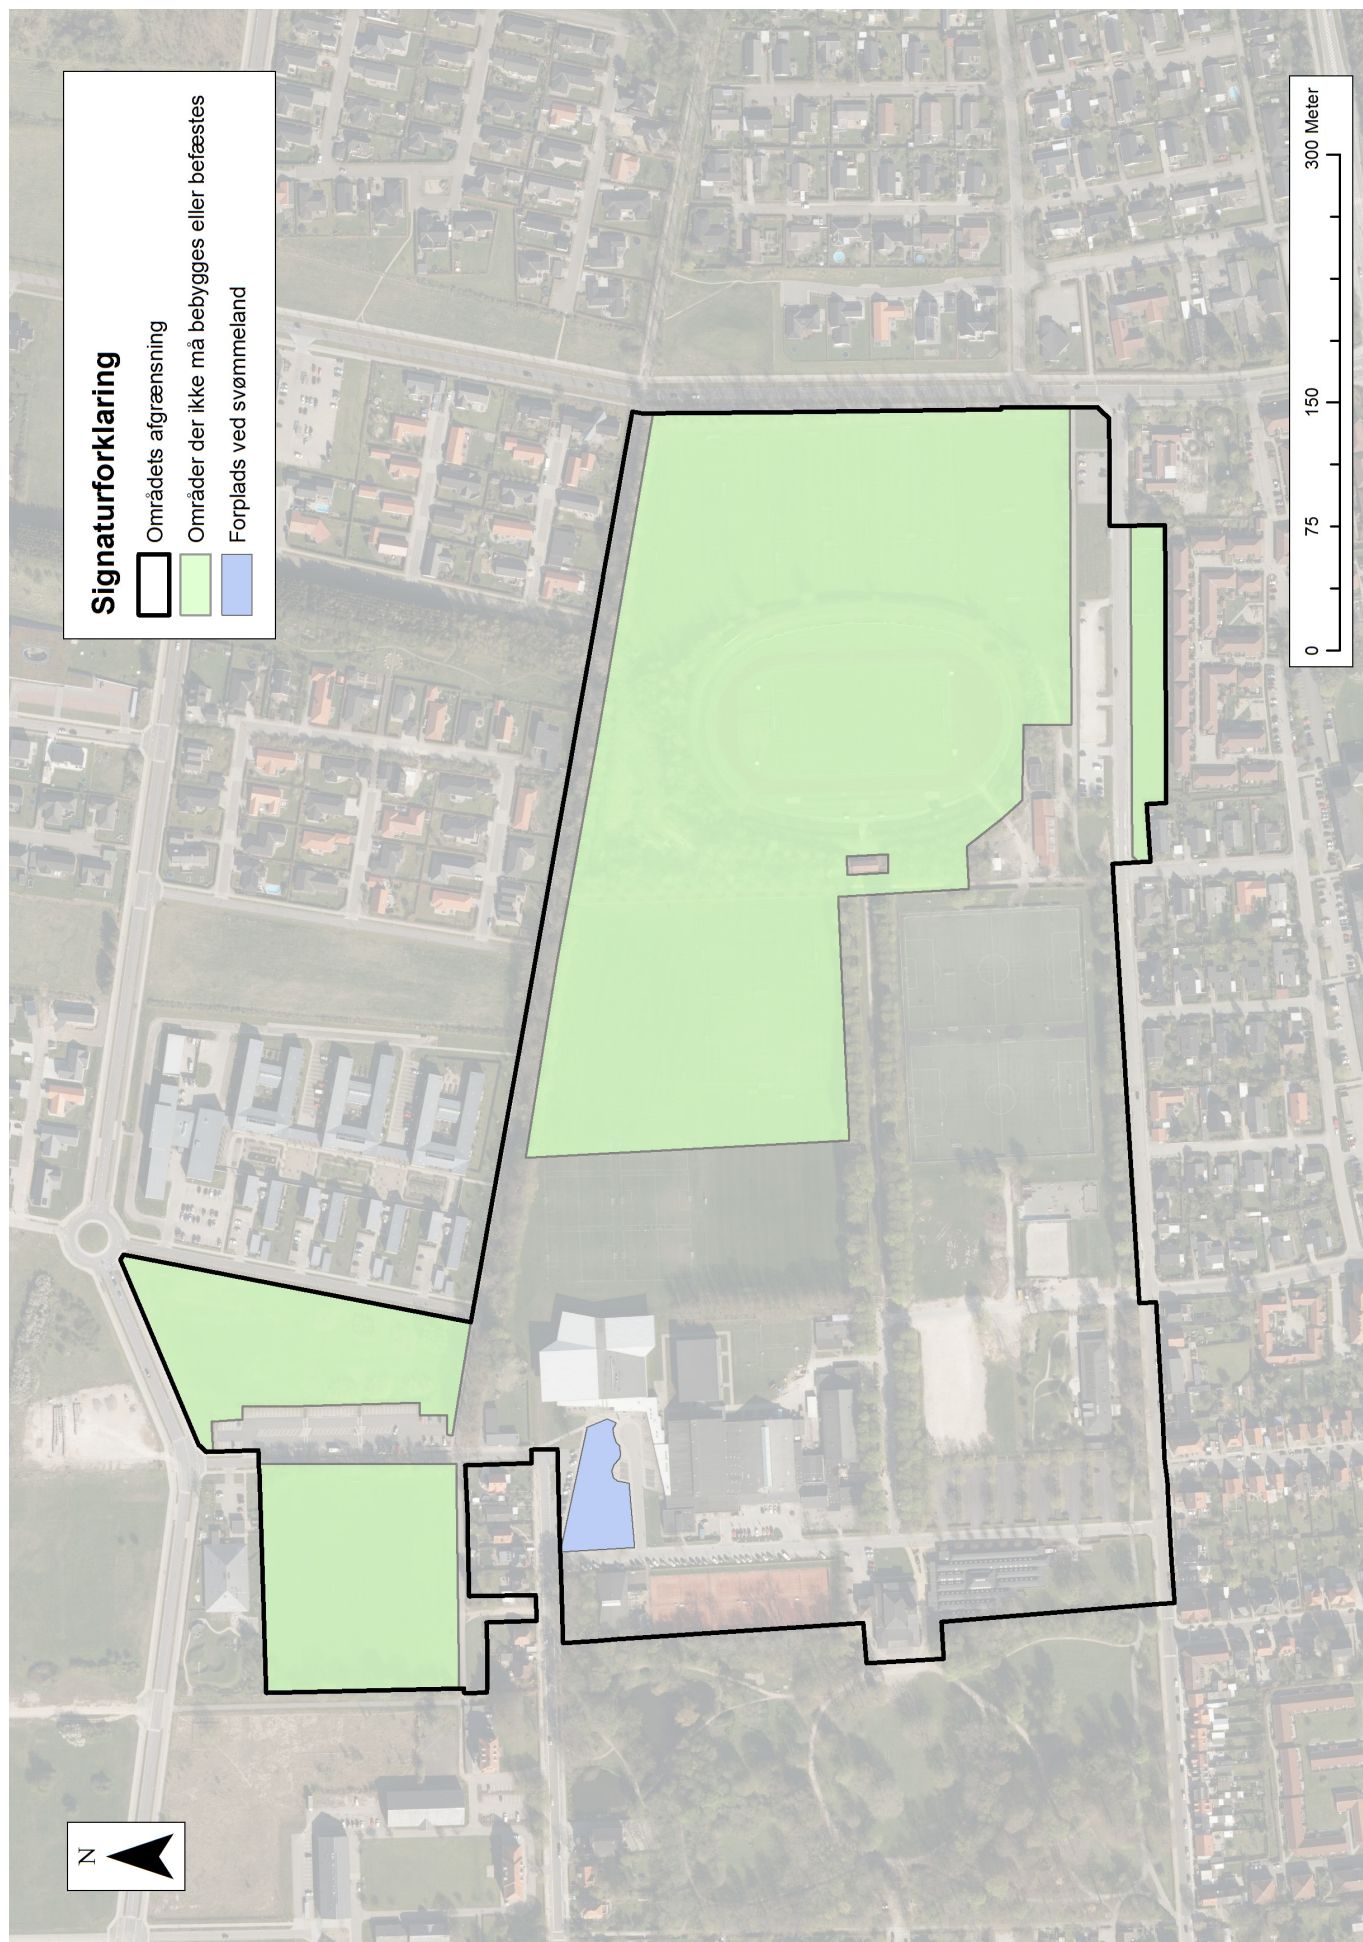 Signaturforklaring
Områdets afgrænsning
Områder der ikke må bebygges eller befæstes
Forplads ved svømmeland
N
0 75 150 300 Meter